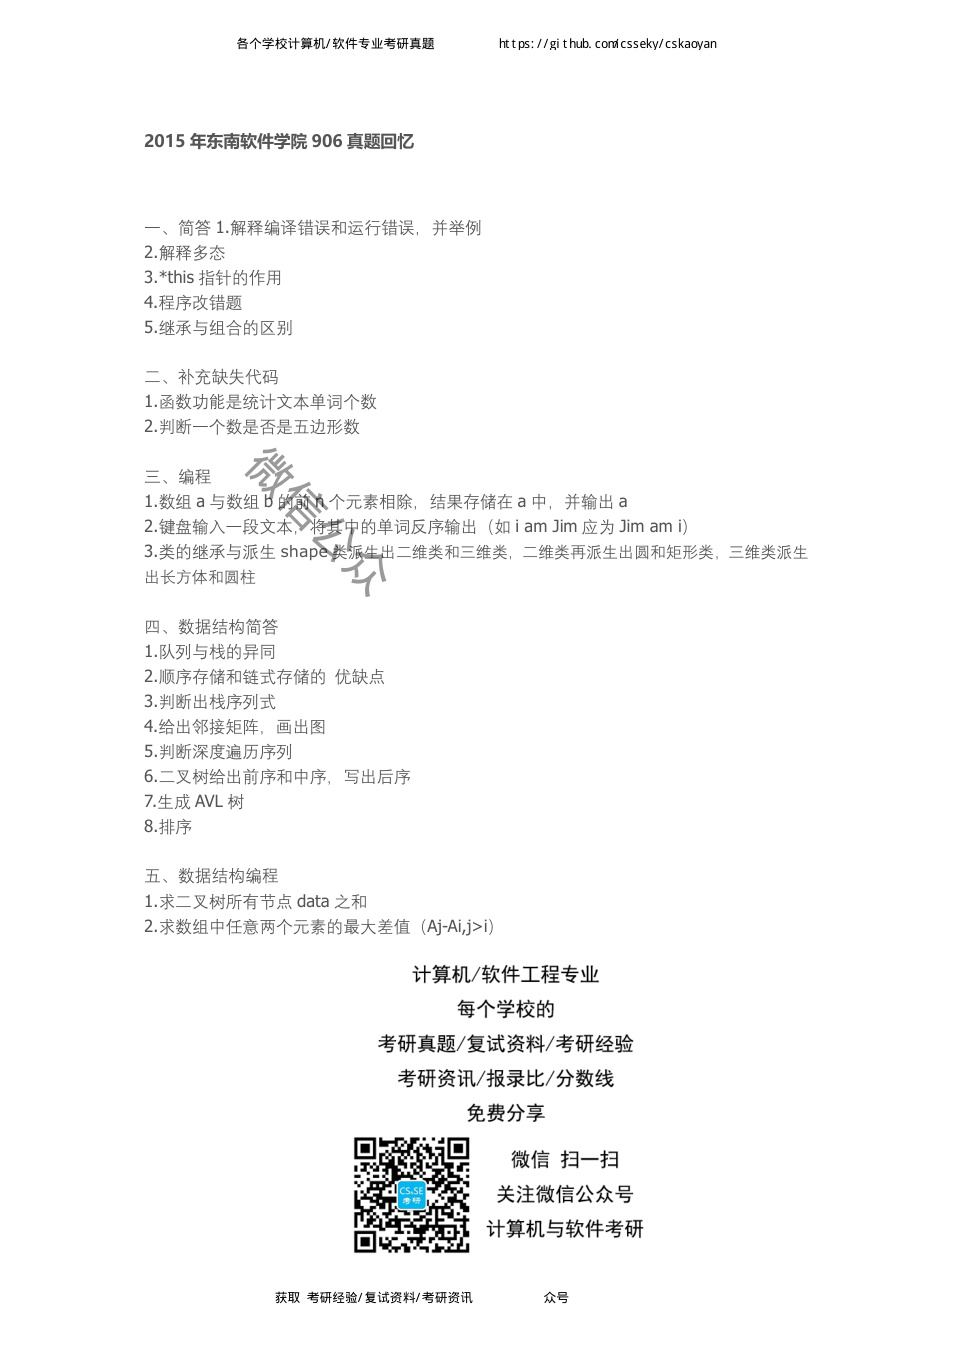 各个学校计算机/软件专业考研真题 https://github.com/csseky/cskaoyan
2015 年东南软件学院 906 真题回忆
一、简答 1.解释编译错误和运行错误，并举例
2.解释多态
3.*this 指针的作用
4.程序改错题
5.继承与组合的区别
二、补充缺失代码
1.函数功能是统计文本单词个数
2.判断一个数是否是五边形数
三、编程
1.数组 a 与数组 b 的前 n 个元素相除，结果存储在 a 中，并输出 a
2.键盘输入一段文本，将其中的单词反序输出（如 i am Jim 应为 Jim am i）
3.类的继承与派生 shape 类派生出二维类和三维类，二维类再派生出圆和矩形类，三维类派生
出长方体和圆柱
微信公众
四、数据结构简答
1.队列与栈的异同
2.顺序存储和链式存储的 优缺点
3.判断出栈序列式
4.给出邻接矩阵，画出图
5.判断深度遍历序列
6.二叉树给出前序和中序，写出后序
7.生成 AVL 树
8.排序
五、数据结构编程
1.求二叉树所有节点 data 之和
2.求数组中任意两个元素的最大差值（Aj-Ai,j>i）
计算机/软件工程专业
每个学校的
考研真题/复试资料/考研经验
考研资讯/报录比/分数线
免费分享
CS&SE
考研
微信 扫一扫
关注微信公众号
计算机与软件考研
获取 考研经验/复试资料/考研资讯 众号